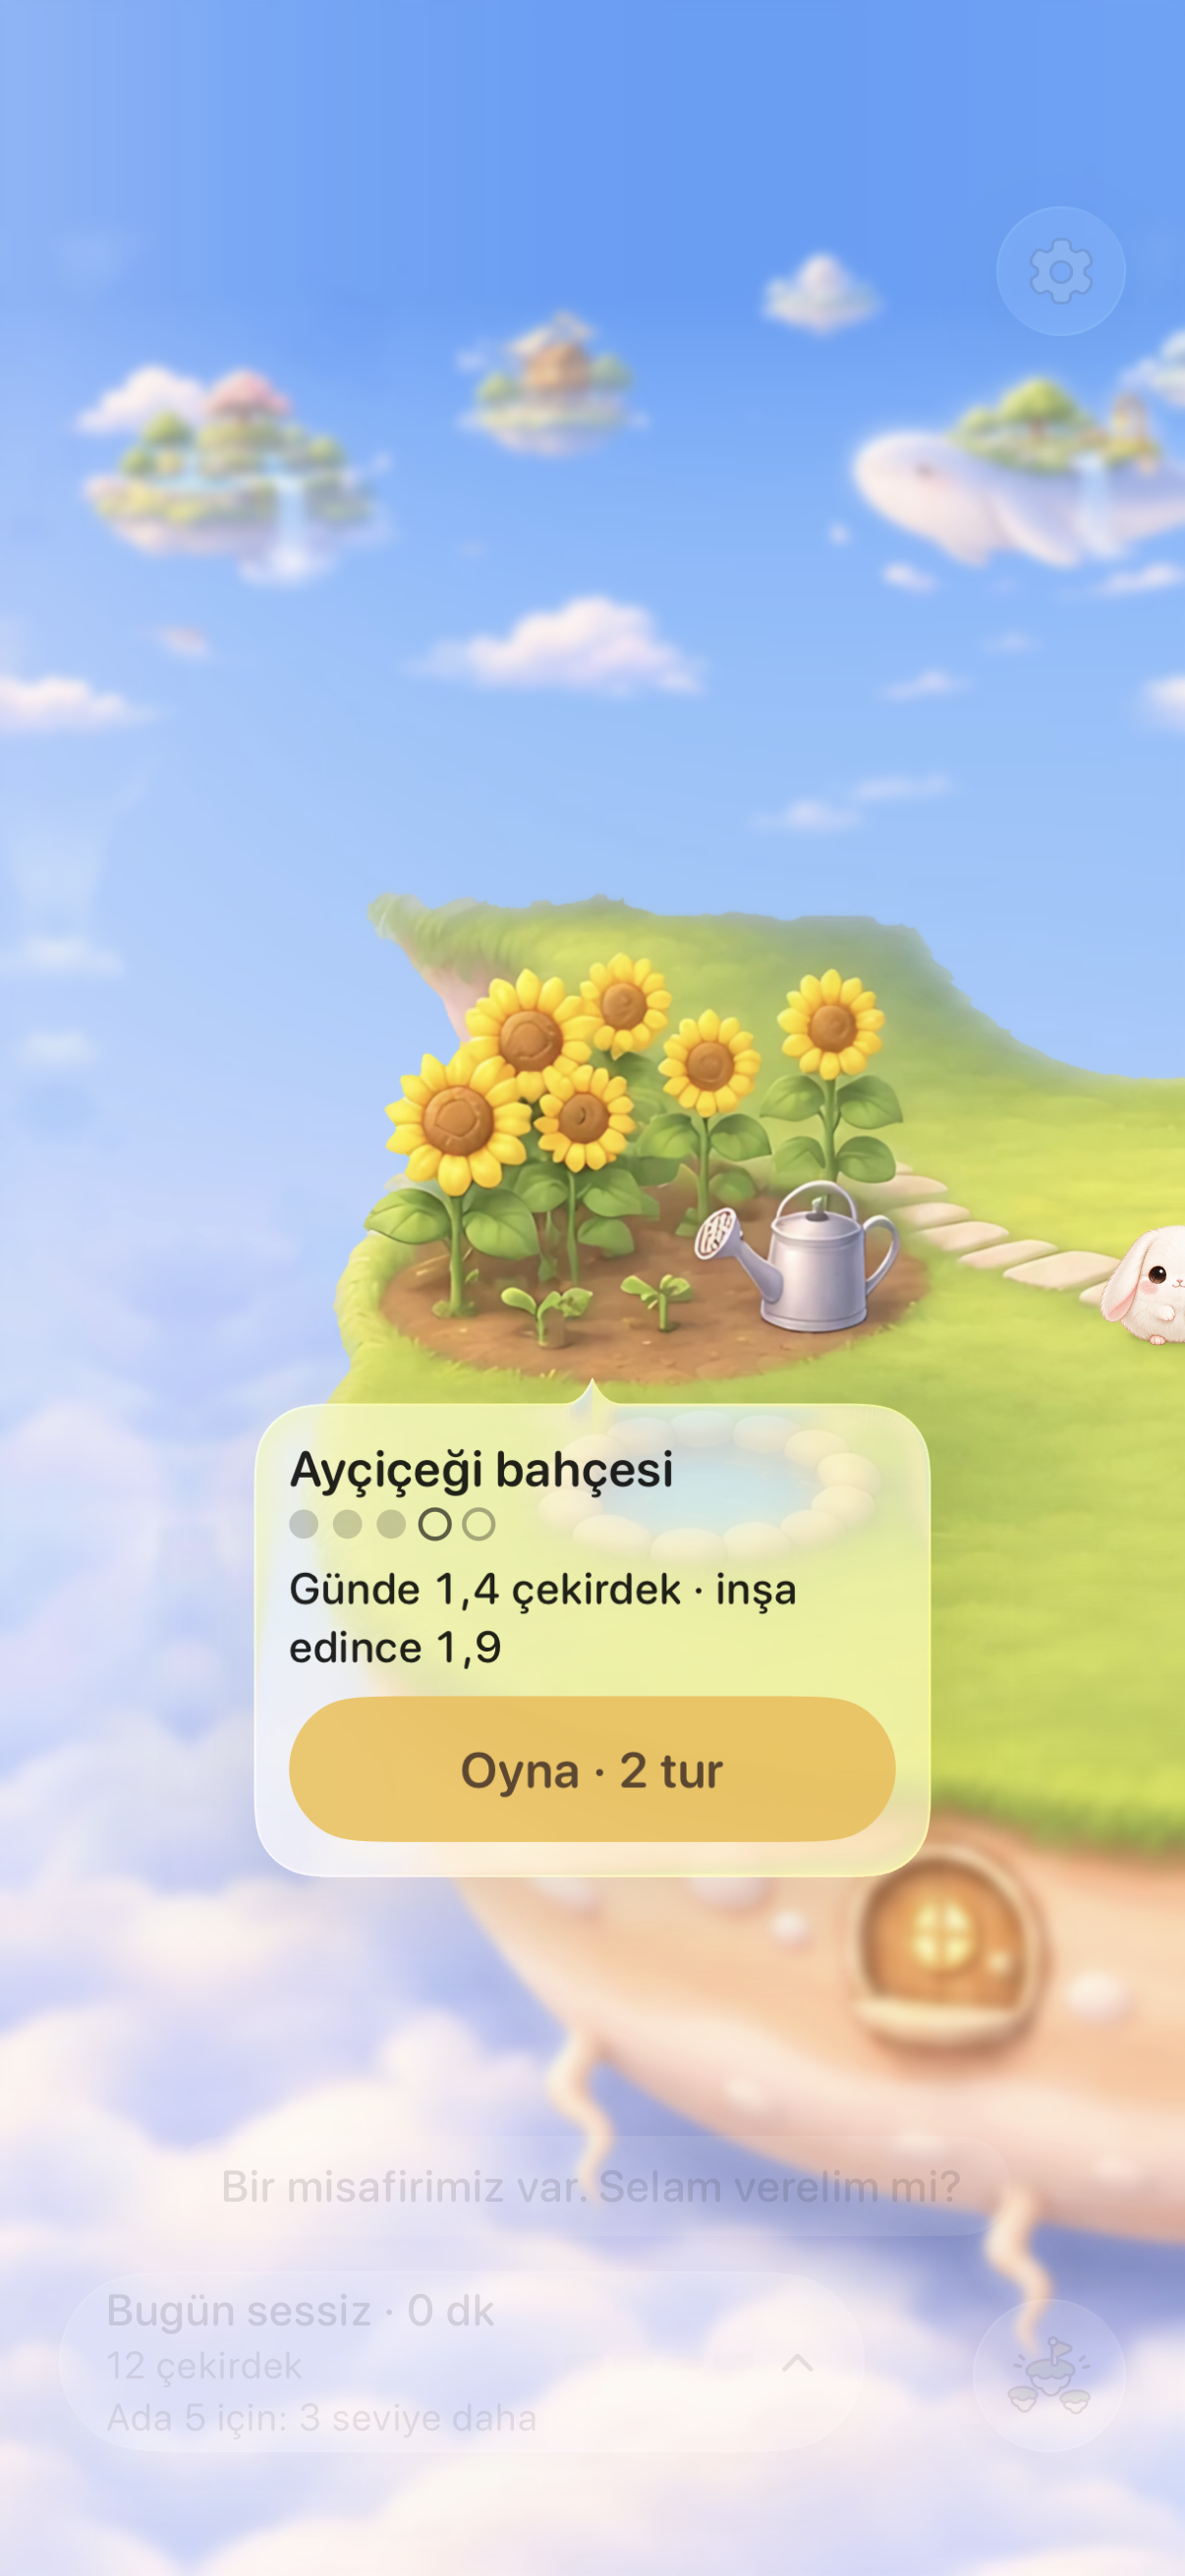 Ayçiçeği bahçesi
Günde 1,4 çekirdek · inşa
edince 1,9
Oyna · 2 tur
Bir misafirimiz var. Selam verelim mi?
Bugün sessiz · 0 dk
12 çekirdek
Ada 5 için: 3 seviye daha